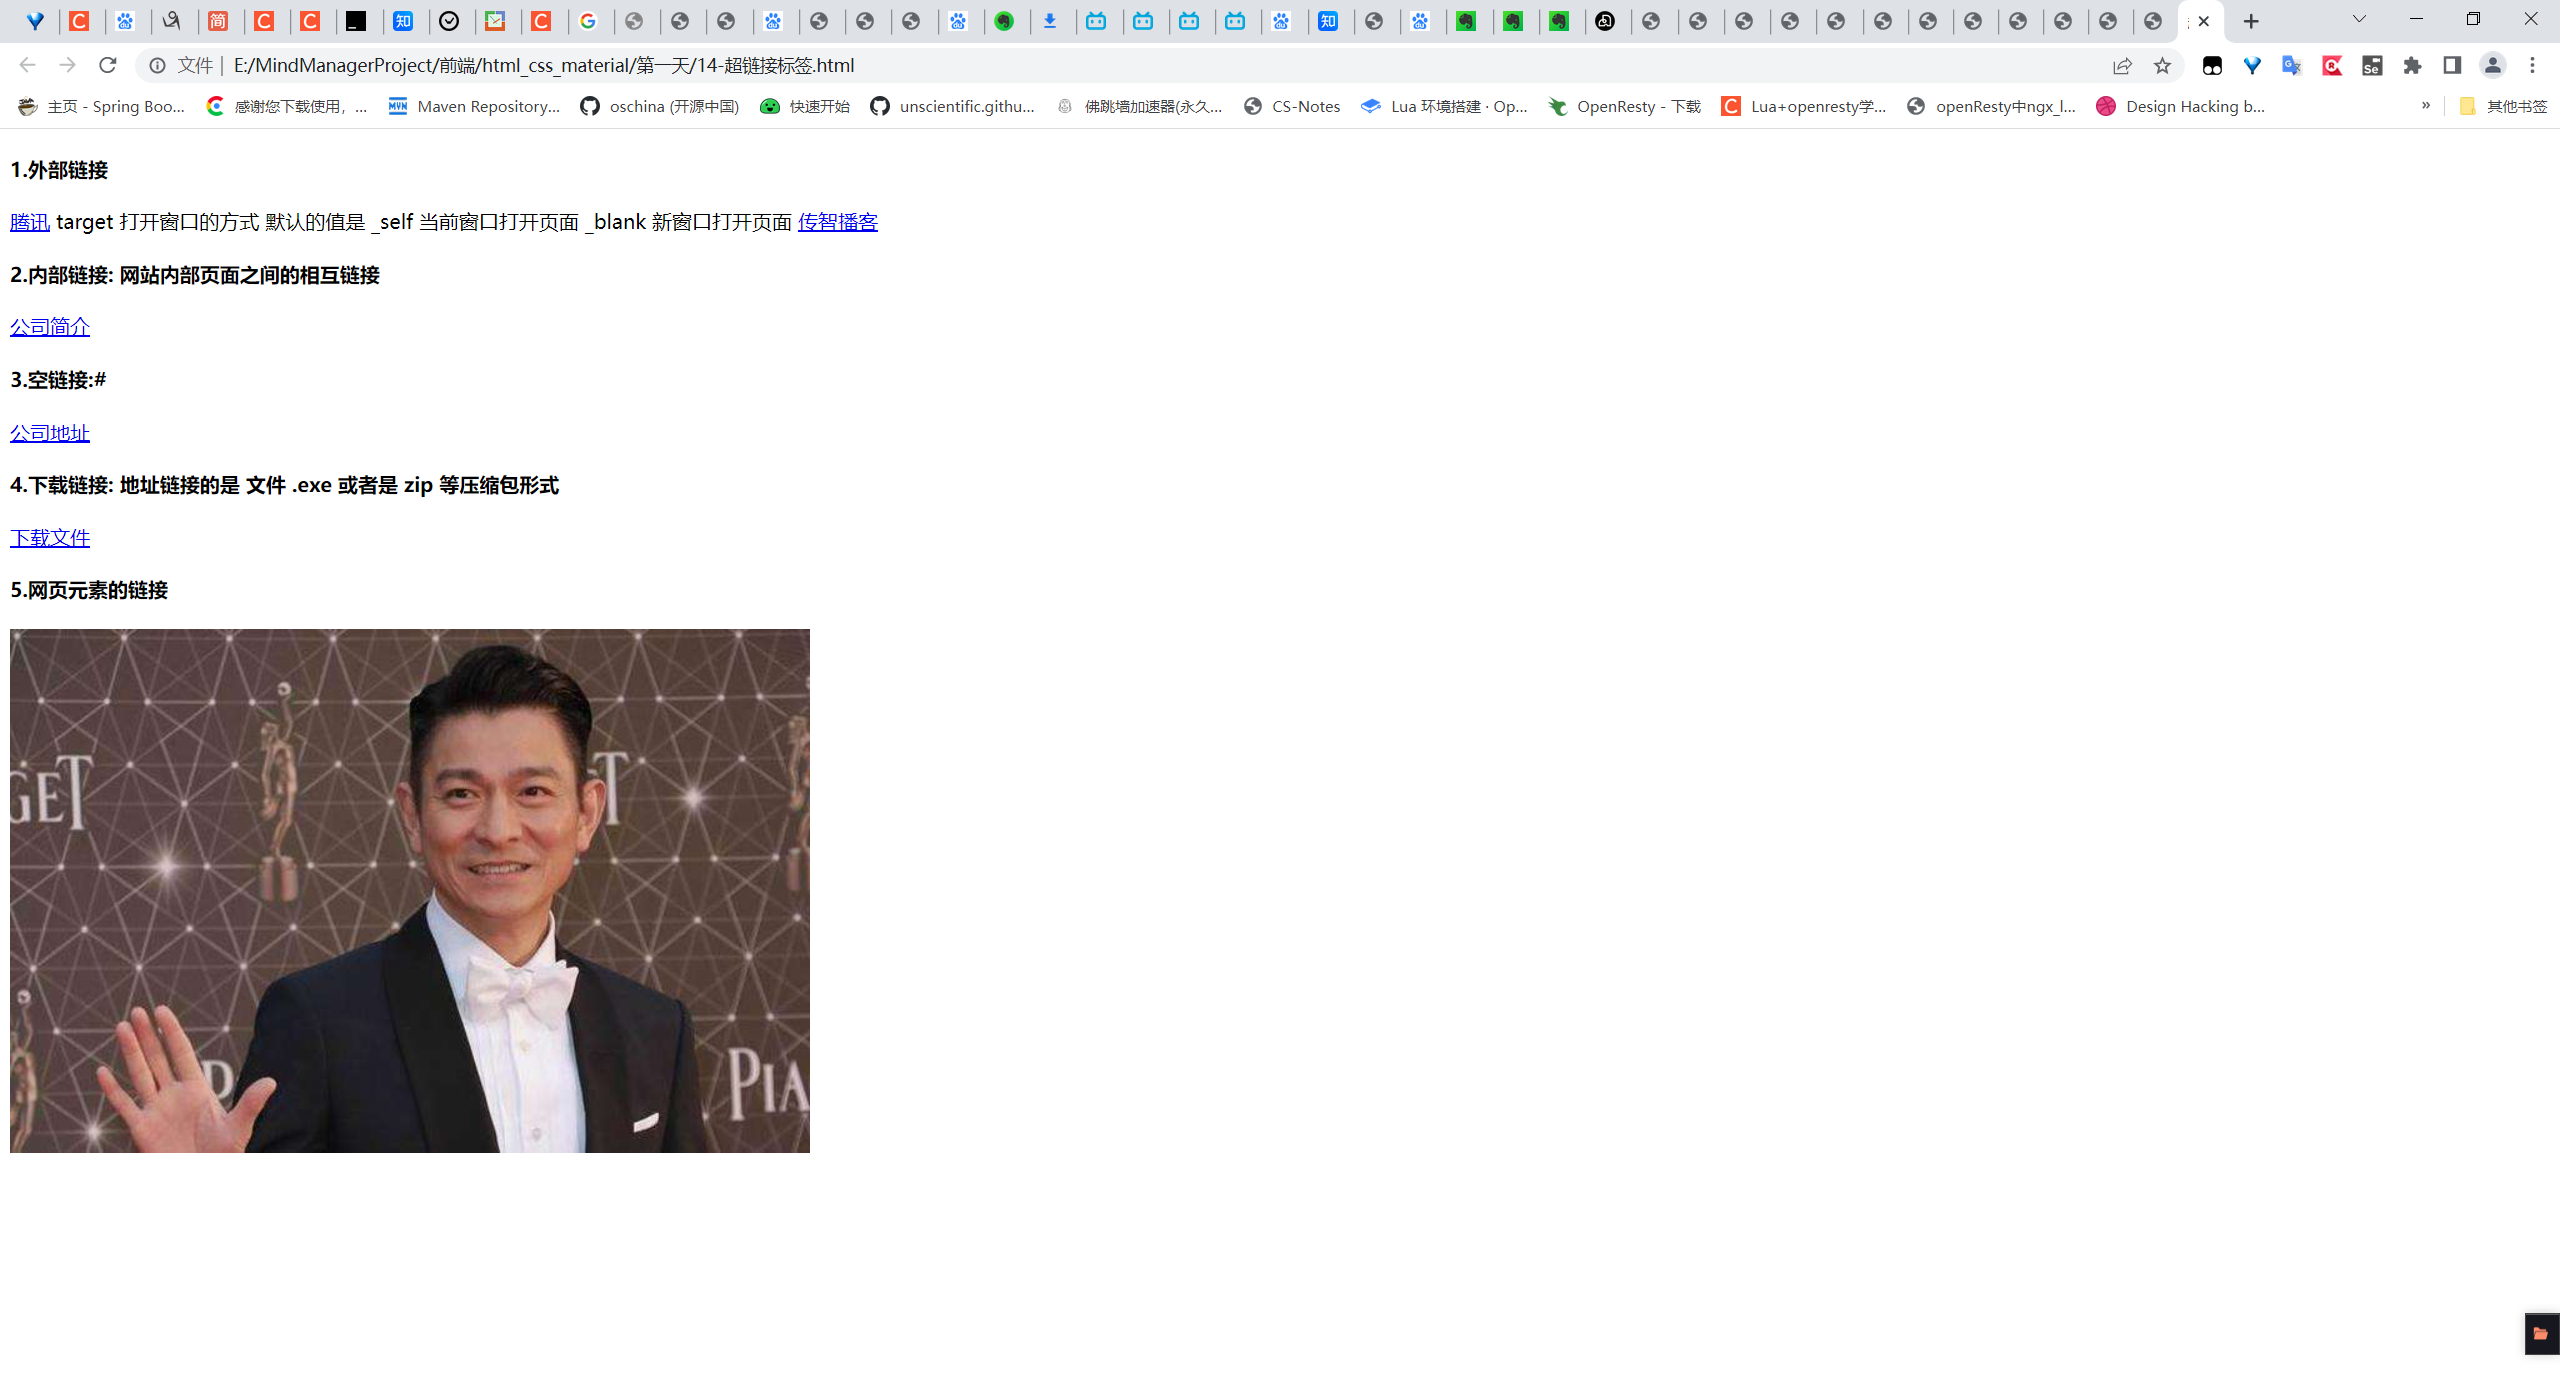 文件 | E:/MindManagerProject/前端/html_css_material/第一天/14-超链接标签.html
主页 - Spring Boo... 感谢您下载使用，... Maven Repository... oschina (开源中国) 快速开始 unscientific.githu... 佛跳墙加速器(永久... CS-Notes Lua 环境搭建 · Op... OpenResty - 下载 Lua+openresty学... openResty中ngx_l... Design Hacking b... » 其他书签
1.外部链接
腾讯 target 打开窗口的方式 默认的值是 _self 当前窗口打开页面 _blank 新窗口打开页面 传智播客
2.内部链接: 网站内部页面之间的相互链接
公司简介
3.空链接:#
公司地址
4.下载链接: 地址链接的是 文件 .exe 或者是 zip 等压缩包形式
下载文件
5.网页元素的链接
GET
T
P
PIA